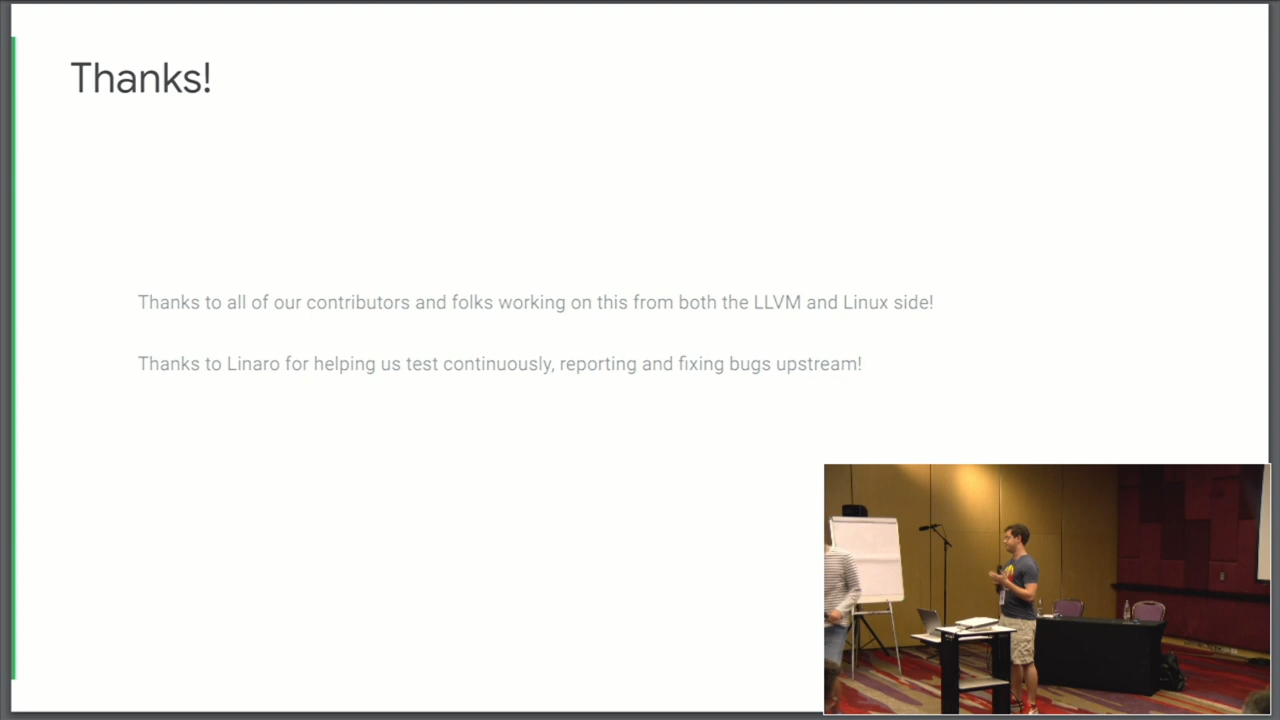 Thanks!
Thanks to all of our contributors and folks working on this from both the LLVM and Linux side!
Thanks to Linaro for helping us test continuously, reporting and fixing bugs upstream!